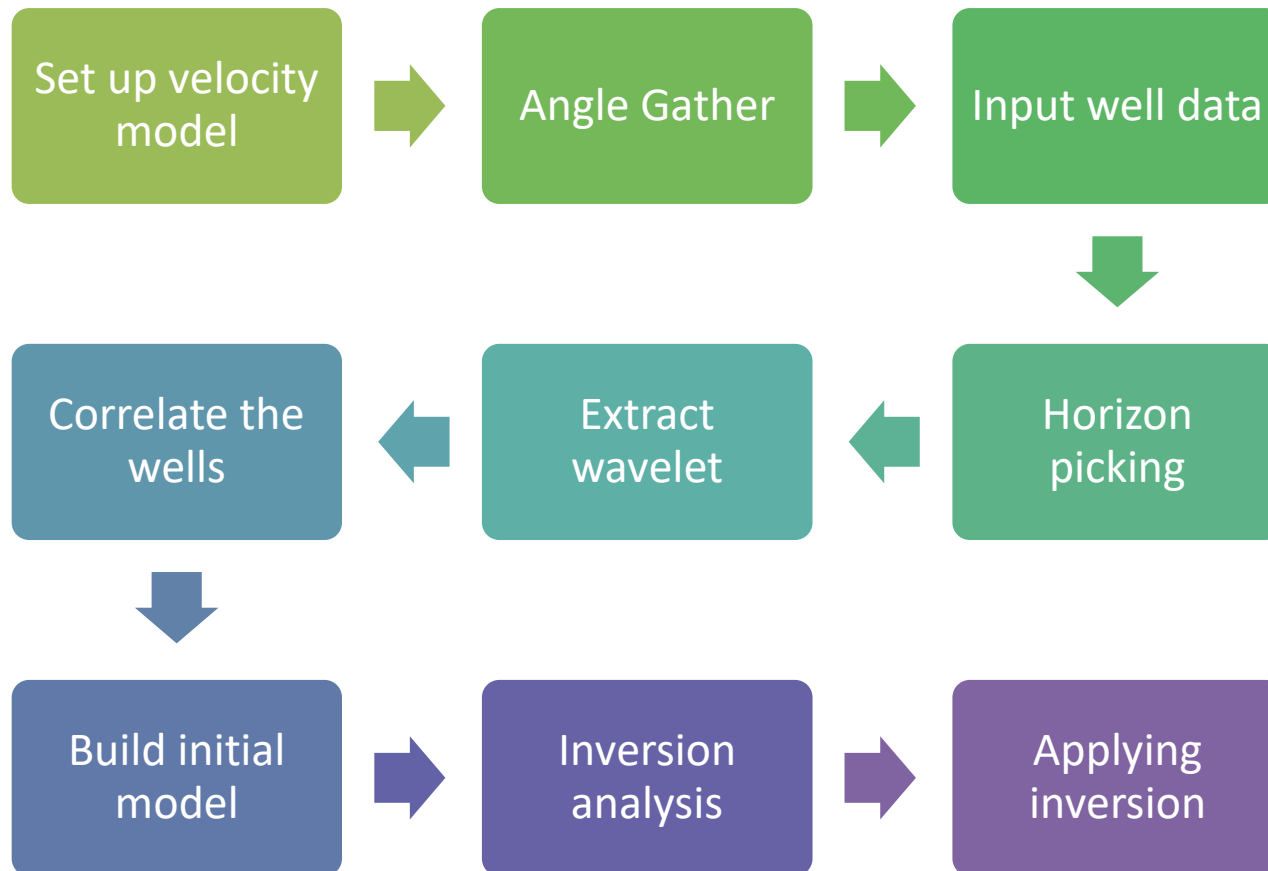 Set up velocity
model
Angle Gather
Input well data
Horizon
picking
Extract
wavelet
Correlate the
wells
Build initial
model
Inversion
analysis
Applying
inversion